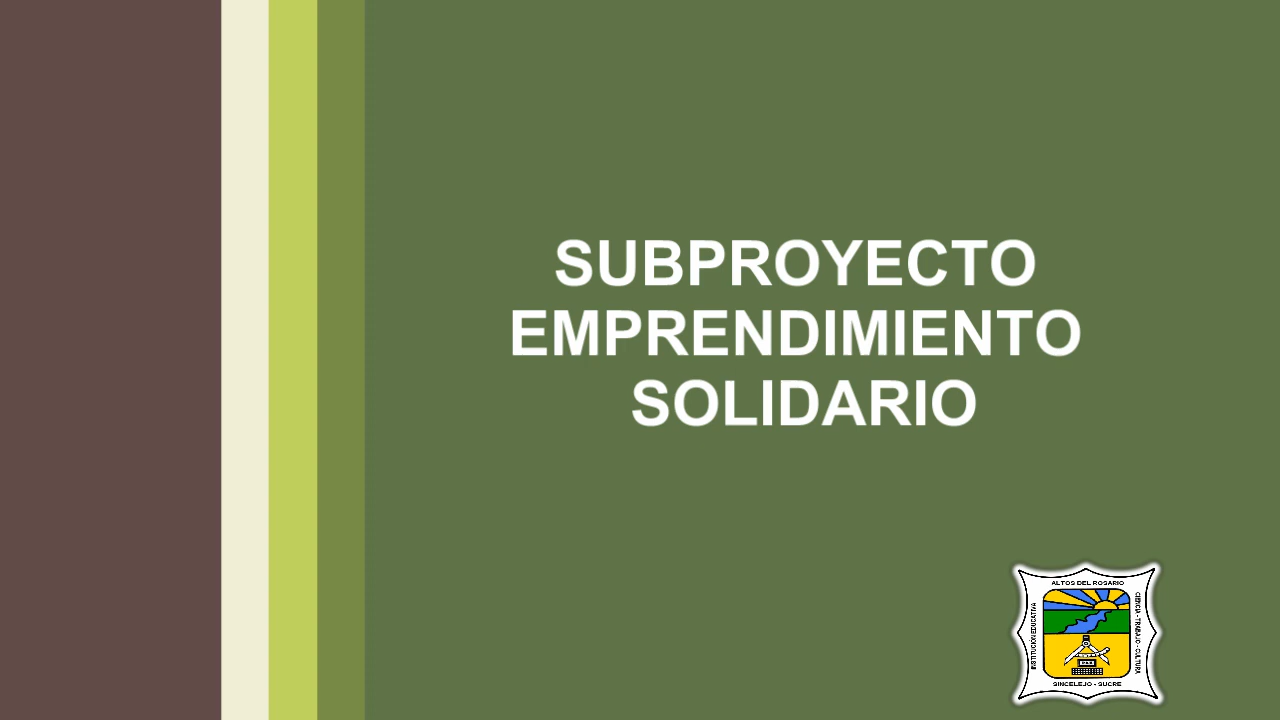 SUBPROYECTO
EMPRENDIMIENTO
SOLIDARIO
ALTOS DEL ROSARIO
INSTITUCIÓN EDUCATIVA
CIENCIA - TRABAJO - CULTURA
SINCELEJO - SUCRE